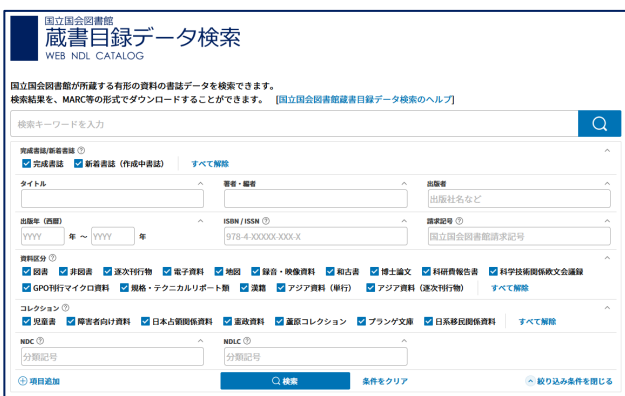 国立国会図書館
蔵書目録データ検索
WEB NDL CATALOG
国立国会図書館が所蔵する有形の資料の書誌データを検索できます。
検索結果を、MARC等の形式でダウンロードすることができます。 [国立国会図書館蔵書目録データ検索のヘルプ]
検索キーワードを入力
完成書誌/新着書誌 ?
完成書誌 新着書誌（作成中書誌） すべて解除
タイトル 著者・編者 出版者
出版社名など
出版年（西暦） ISBN / ISSN ? 請求記号 ?
YYYY 年 ～ YYYY 年 978-4-XXXXX-XXX-X 国立国会図書館請求記号
資料区分 ?
図書 非図書 逐次刊行物 電子資料 地図 録音・映像資料 和古書 博士論文 科研費報告書 科学技術関係欧文会議録
GPO刊行マイクロ資料 規格・テクニカルリポート類 漢籍 アジア資料（単行） アジア資料（逐次刊行物） すべて解除
コレクション ?
児童書 障害者向け資料 日本占領関係資料 憲政資料 蘆原コレクション プランゲ文庫 日系移民関係資料 すべて解除
NDC ? NDLC ?
分類記号 分類記号
項目追加 検索 条件をクリア 絞り込み条件を閉じる